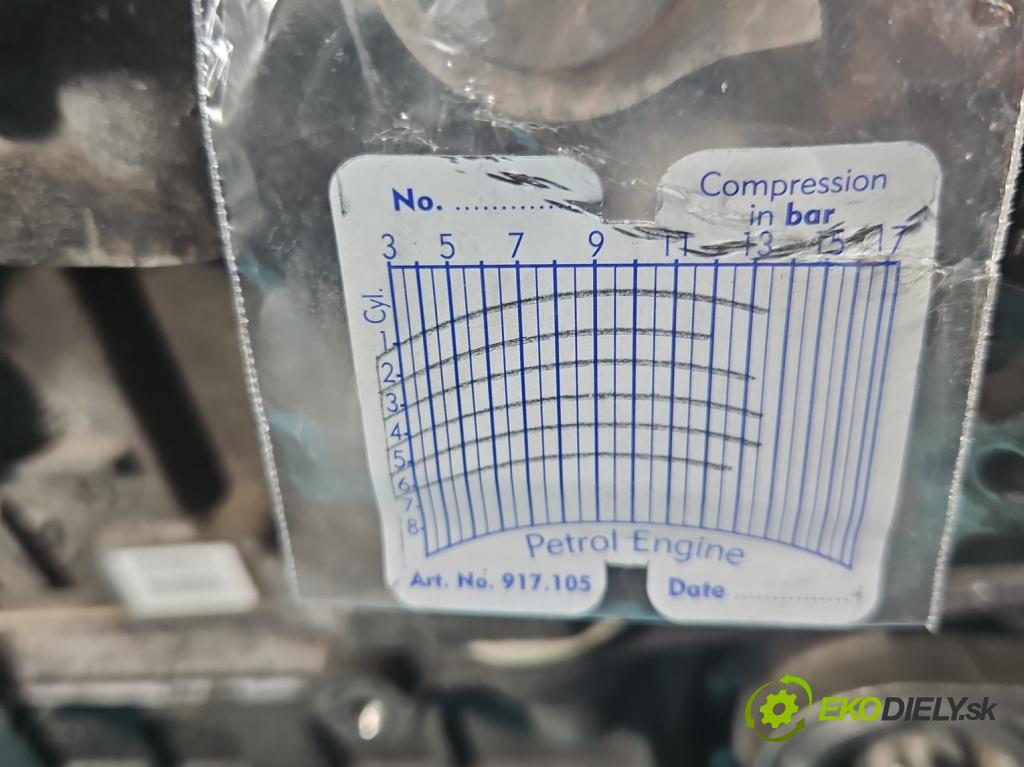 No. ....................
Compression
in bar
3 5 7 9 11 13 15 17
Cyl.
1
2
3
4
5
6
7
8
Petrol Engine
Art. No. 917.105
Date ....................
EKODIELY.sk